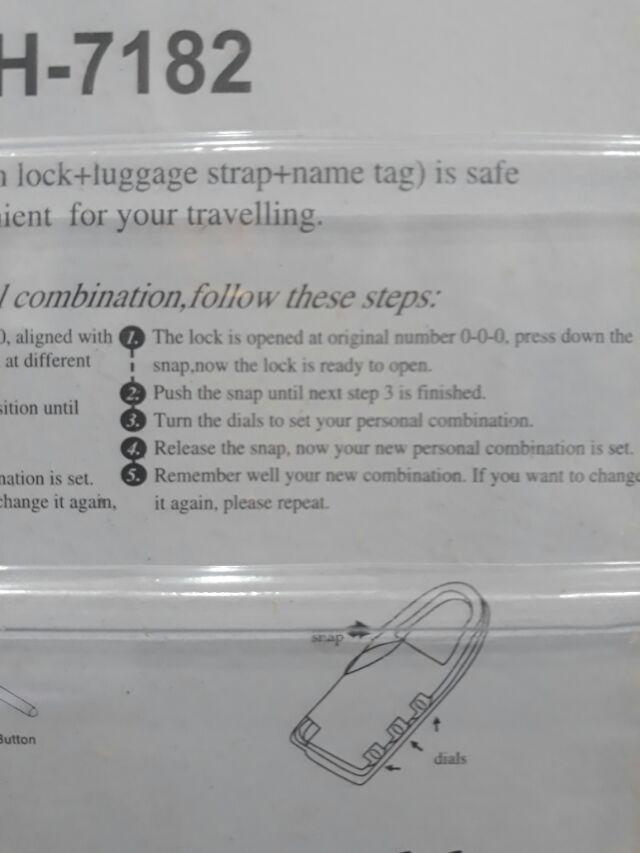 H-7182
lock+luggage strap+name tag) is safe
for your travelling.
combination,follow these steps:
0, aligned with
at different
until
is set.
change it again,
1. The lock is opened at original number 0-0-0, press down the
snap,now the lock is ready to open.
2. Push the snap until next step 3 is finished.
3. Turn the dials to set your personal combination.
4. Release the snap, now your new personal combination is set.
5. Remember well your new combination. If you want to change
it again, please repeat.
snap
Button
dials